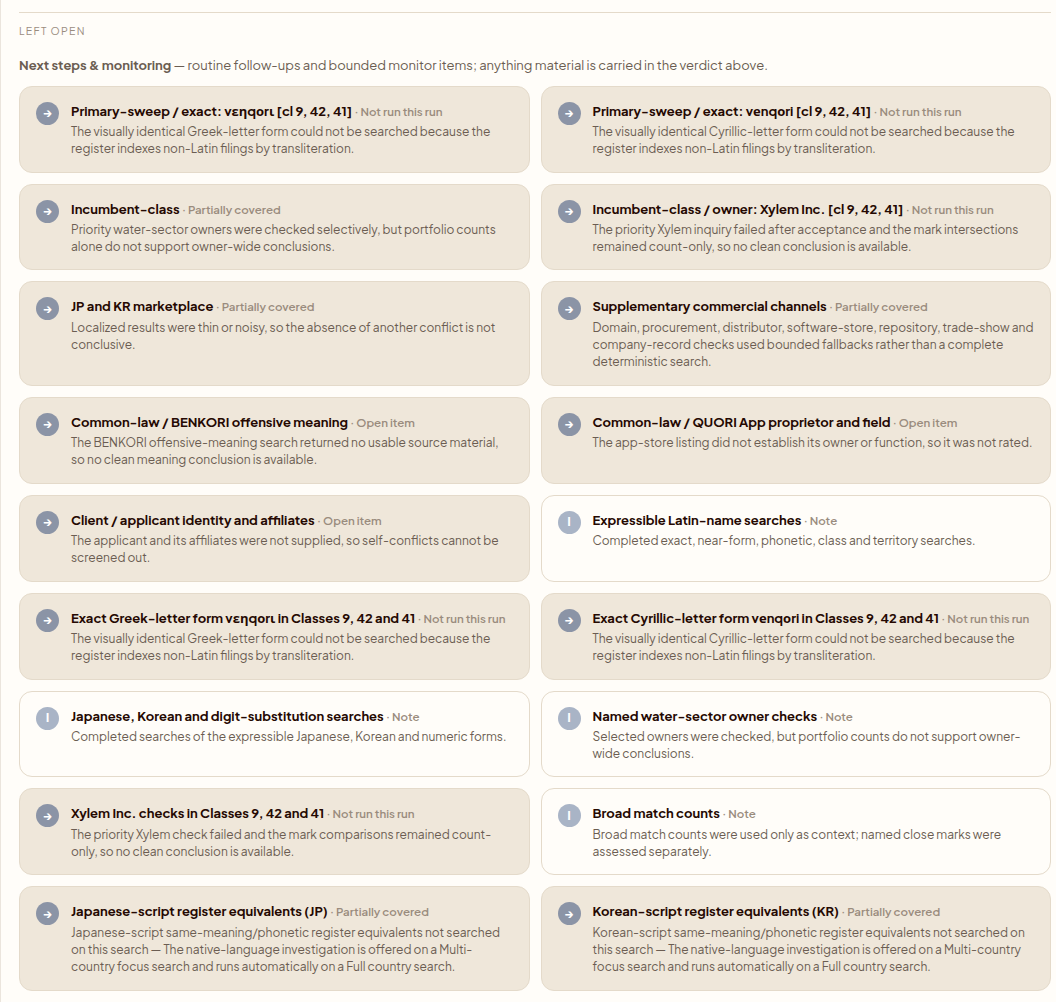 LEFT OPEN
Next steps & monitoring — routine follow-ups and bounded monitor items; anything material is carried in the verdict above.
Primary-sweep / exact: vεηqorι [cl 9, 42, 41] · Not run this run
The visually identical Greek-letter form could not be searched because the
register indexes non-Latin filings by transliteration.
Primary-sweep / exact: venqori [cl 9, 42, 41] · Not run this run
The visually identical Cyrillic-letter form could not be searched because the
register indexes non-Latin filings by transliteration.
Incumbent-class · Partially covered
Priority water-sector owners were checked selectively, but portfolio counts
alone do not support owner-wide conclusions.
Incumbent-class / owner: Xylem Inc. [cl 9, 42, 41] · Not run this run
The priority Xylem inquiry failed after acceptance and the mark intersections
remained count-only, so no clean conclusion is available.
JP and KR marketplace · Partially covered
Localized results were thin or noisy, so the absence of another conflict is not
conclusive.
Supplementary commercial channels · Partially covered
Domain, procurement, distributor, software-store, repository, trade-show and
company-record checks used bounded fallbacks rather than a complete
deterministic search.
Common-law / BENKORI offensive meaning · Open item
The BENKORI offensive-meaning search returned no usable source material,
so no clean meaning conclusion is available.
Common-law / QUORI App proprietor and field · Open item
The app-store listing did not establish its owner or function, so it was not rated.
Client / applicant identity and affiliates · Open item
The applicant and its affiliates were not supplied, so self-conflicts cannot be
screened out.
Expressible Latin-name searches · Note
Completed exact, near-form, phonetic, class and territory searches.
Exact Greek-letter form vεηqorι in Classes 9, 42 and 41 · Not run this run
The visually identical Greek-letter form could not be searched because the
register indexes non-Latin filings by transliteration.
Exact Cyrillic-letter form venqori in Classes 9, 42 and 41 · Not run this run
The visually identical Cyrillic-letter form could not be searched because the
register indexes non-Latin filings by transliteration.
Japanese, Korean and digit-substitution searches · Note
Completed searches of the expressible Japanese, Korean and numeric forms.
Named water-sector owner checks · Note
Selected owners were checked, but portfolio counts do not support owner-
wide conclusions.
Xylem Inc. checks in Classes 9, 42 and 41 · Not run this run
The priority Xylem check failed and the mark comparisons remained count-
only, so no clean conclusion is available.
Broad match counts · Note
Broad match counts were used only as context; named close marks were
assessed separately.
Japanese-script register equivalents (JP) · Partially covered
Japanese-script same-meaning/phonetic register equivalents not searched
on this search — The native-language investigation is offered on a Multi-
country focus search and runs automatically on a Full country search.
Korean-script register equivalents (KR) · Partially covered
Korean-script same-meaning/phonetic register equivalents not searched on
this search — The native-language investigation is offered on a Multi-country
focus search and runs automatically on a Full country search.